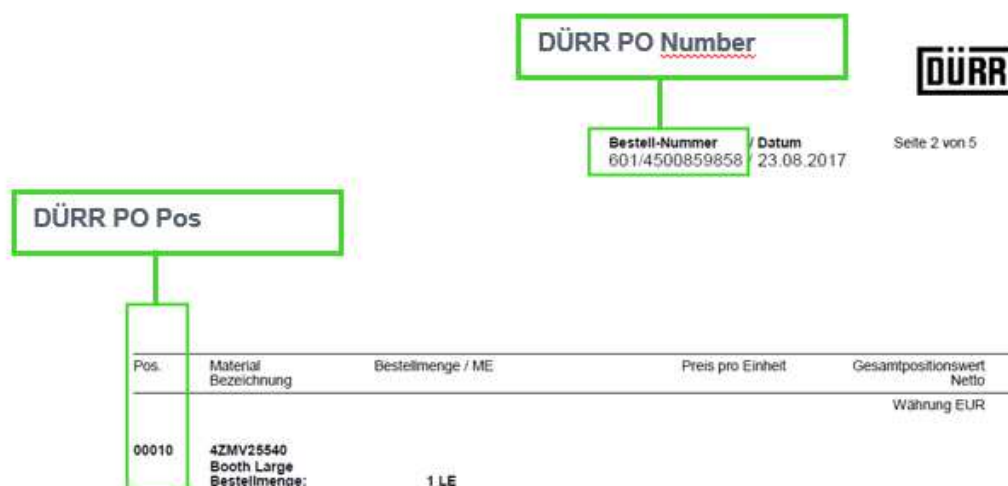 DÜRR PO Number
DÜRR
Bestell-Nummer / Datum Seite 2 von 5
601/4500859858 / 23.08.2017
DÜRR PO Pos
Pos. Material Bestellmenge / ME Preis pro Einheit Gesamtpositionswert
Bezeichnung Netto
Währung EUR
00010 4ZMV25540
Booth Large
Bestellmenge: 1 LE